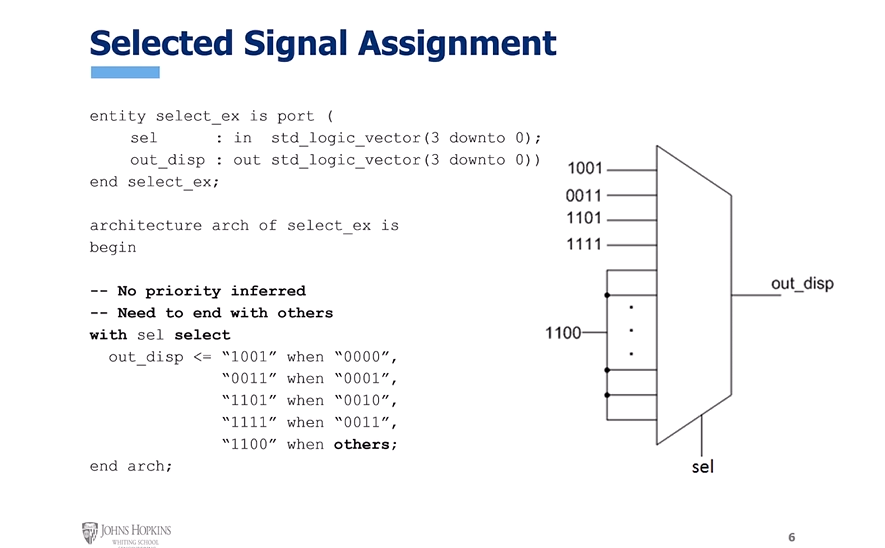 Selected Signal Assignment
entity select_ex is port (
sel : in std_logic_vector(3 downto 0);
out_disp : out std_logic_vector(3 downto 0))
end select_ex;
architecture arch of select_ex is
begin
-- No priority inferred
-- Need to end with others
with sel select
out_disp <= “1001” when “0000”,
“0011” when “0001”,
“1101” when “0010”,
“1111” when “0011”,
“1100” when others;
end arch;
1001
0011
1101
1111
1100
out_disp
sel
JOHNS HOPKINS
WHITING SCHOOL
6